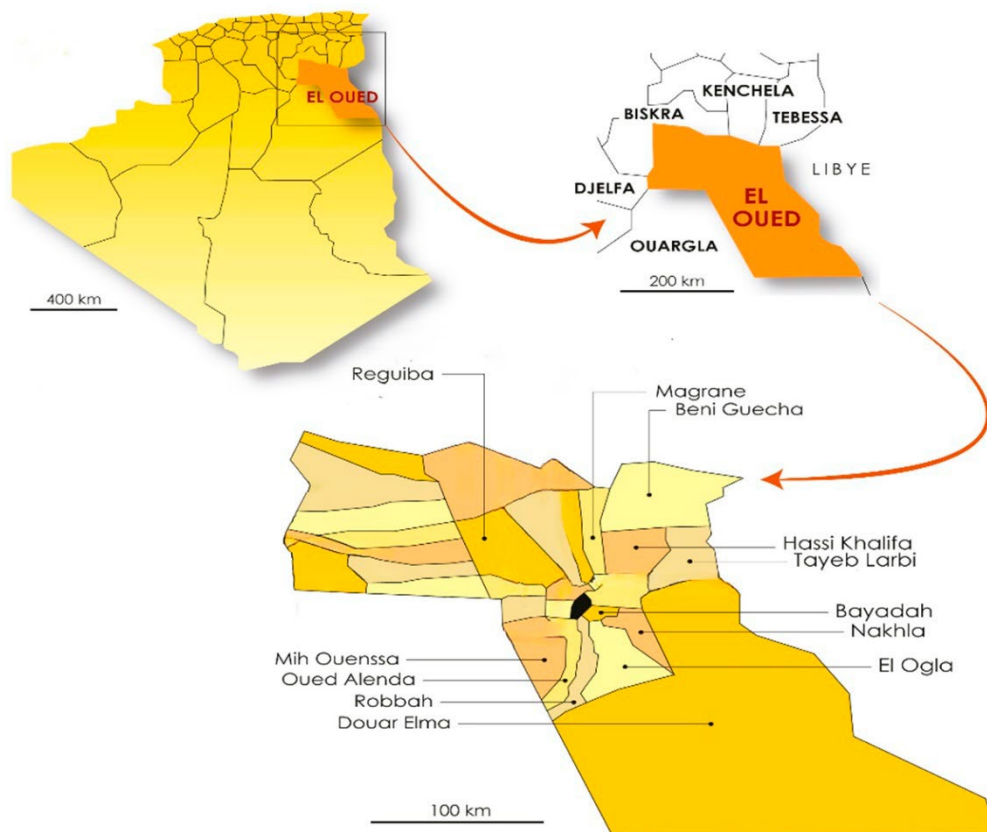 EL OUED
400 km
KENCHELA
BISKRA
TEBESSA
LIBYE
DJELFA
EL
OUED
OUARGLA
200 km
Reguiba
Magrane
Beni Guecha
Hassi Khalifa
Tayeb Larbi
Bayadah
Nakhla
El Ogla
Mih Ouenssa
Oued Alenda
Robbah
Douar Elma
100 km